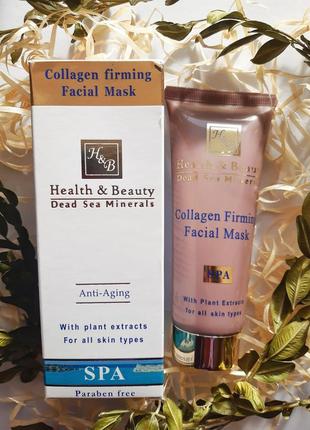 Collagen firming
Facial Mask
H&B
Health & Beauty
Dead Sea Minerals
Anti-Aging
With plant extracts
For all skin types
SPA
Paraben free
H&B
Health & Beauty
Dead Sea Minerals
Collagen Firming
Facial Mask
SPA
With Plant Extracts
for all skin types